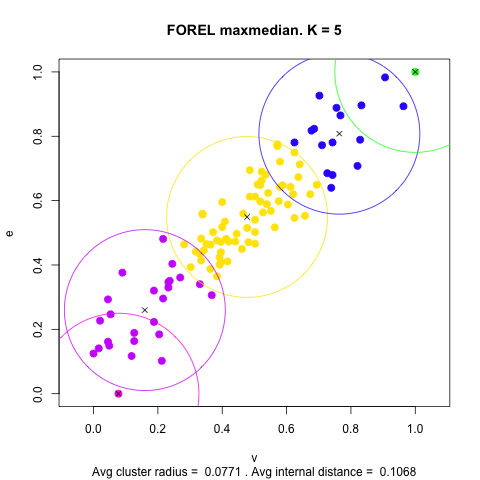 FOREL maxmedian. K = 5
1.0
0.8
0.6
0.4
0.2
0.0
e
0.0 0.2 0.4 0.6 0.8 1.0
v
Avg cluster radius = 0.0771 . Avg internal distance = 0.1068